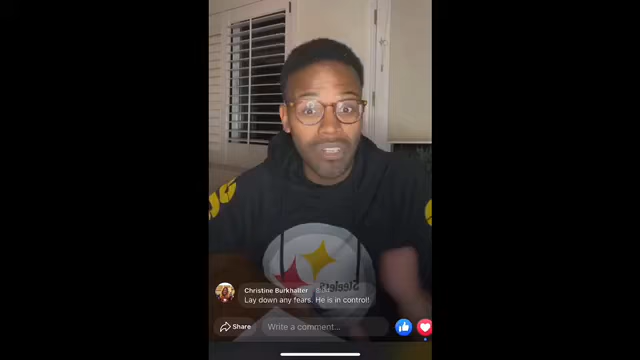 Steelers
Christine Burkhalter
Lay down any fears. He is in control!
Share
Write a comment...